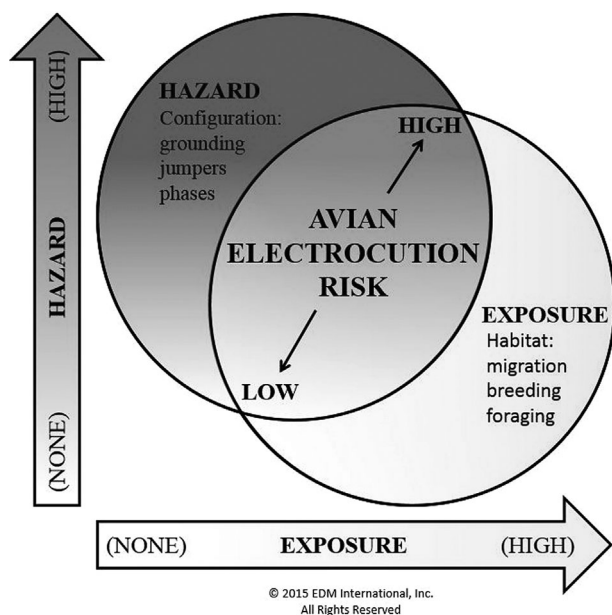 (HIGH)
HAZARD
(NONE)
HAZARD
Configuration:
grounding
jumpers
phases
HIGH
AVIAN
ELECTROCUTION
RISK
LOW
EXPOSURE
Habitat:
migration
breeding
foraging
(NONE) EXPOSURE (HIGH)
© 2015 EDM International, Inc.
All Rights Reserved